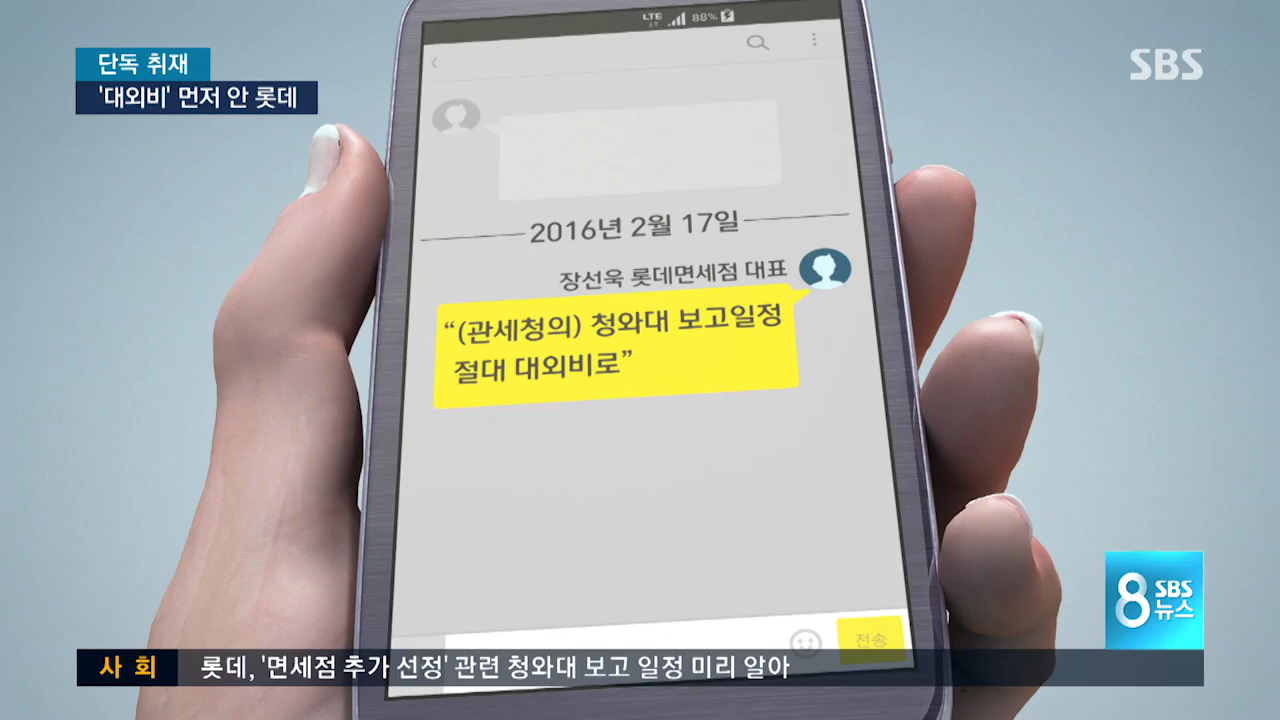 LTE 88%
단독 취재
SBS
'대외비' 먼저 안 롯데
2016년 2월 17일
장선욱 롯데면세점 대표
“(관세청의) 청와대 보고일정
절대 대외비로”
전송
8 SBS
뉴스
사 회 롯데, '면세점 추가 선정' 관련 청와대 보고 일정 미리 알아